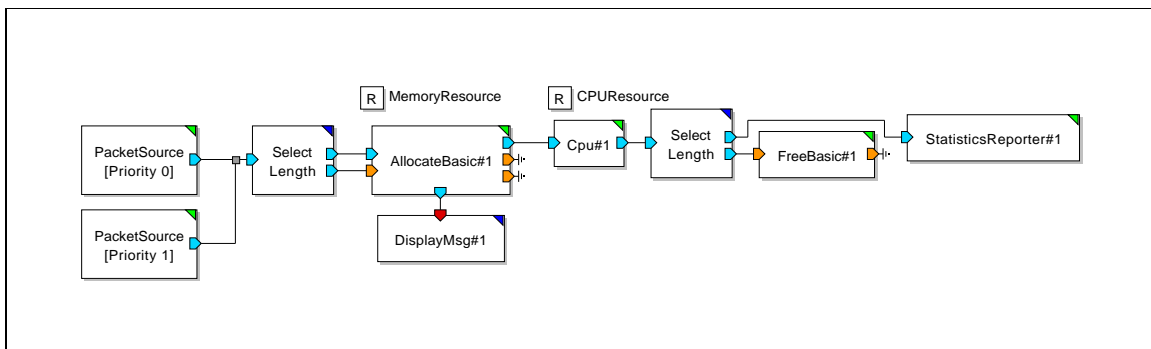 R MemoryResource
R CPUResource
PacketSource
[Priority 0]
Select
Length
AllocateBasic#1
Cpu#1
Select
Length
FreeBasic#1
StatisticsReporter#1
PacketSource
[Priority 1]
DisplayMsg#1